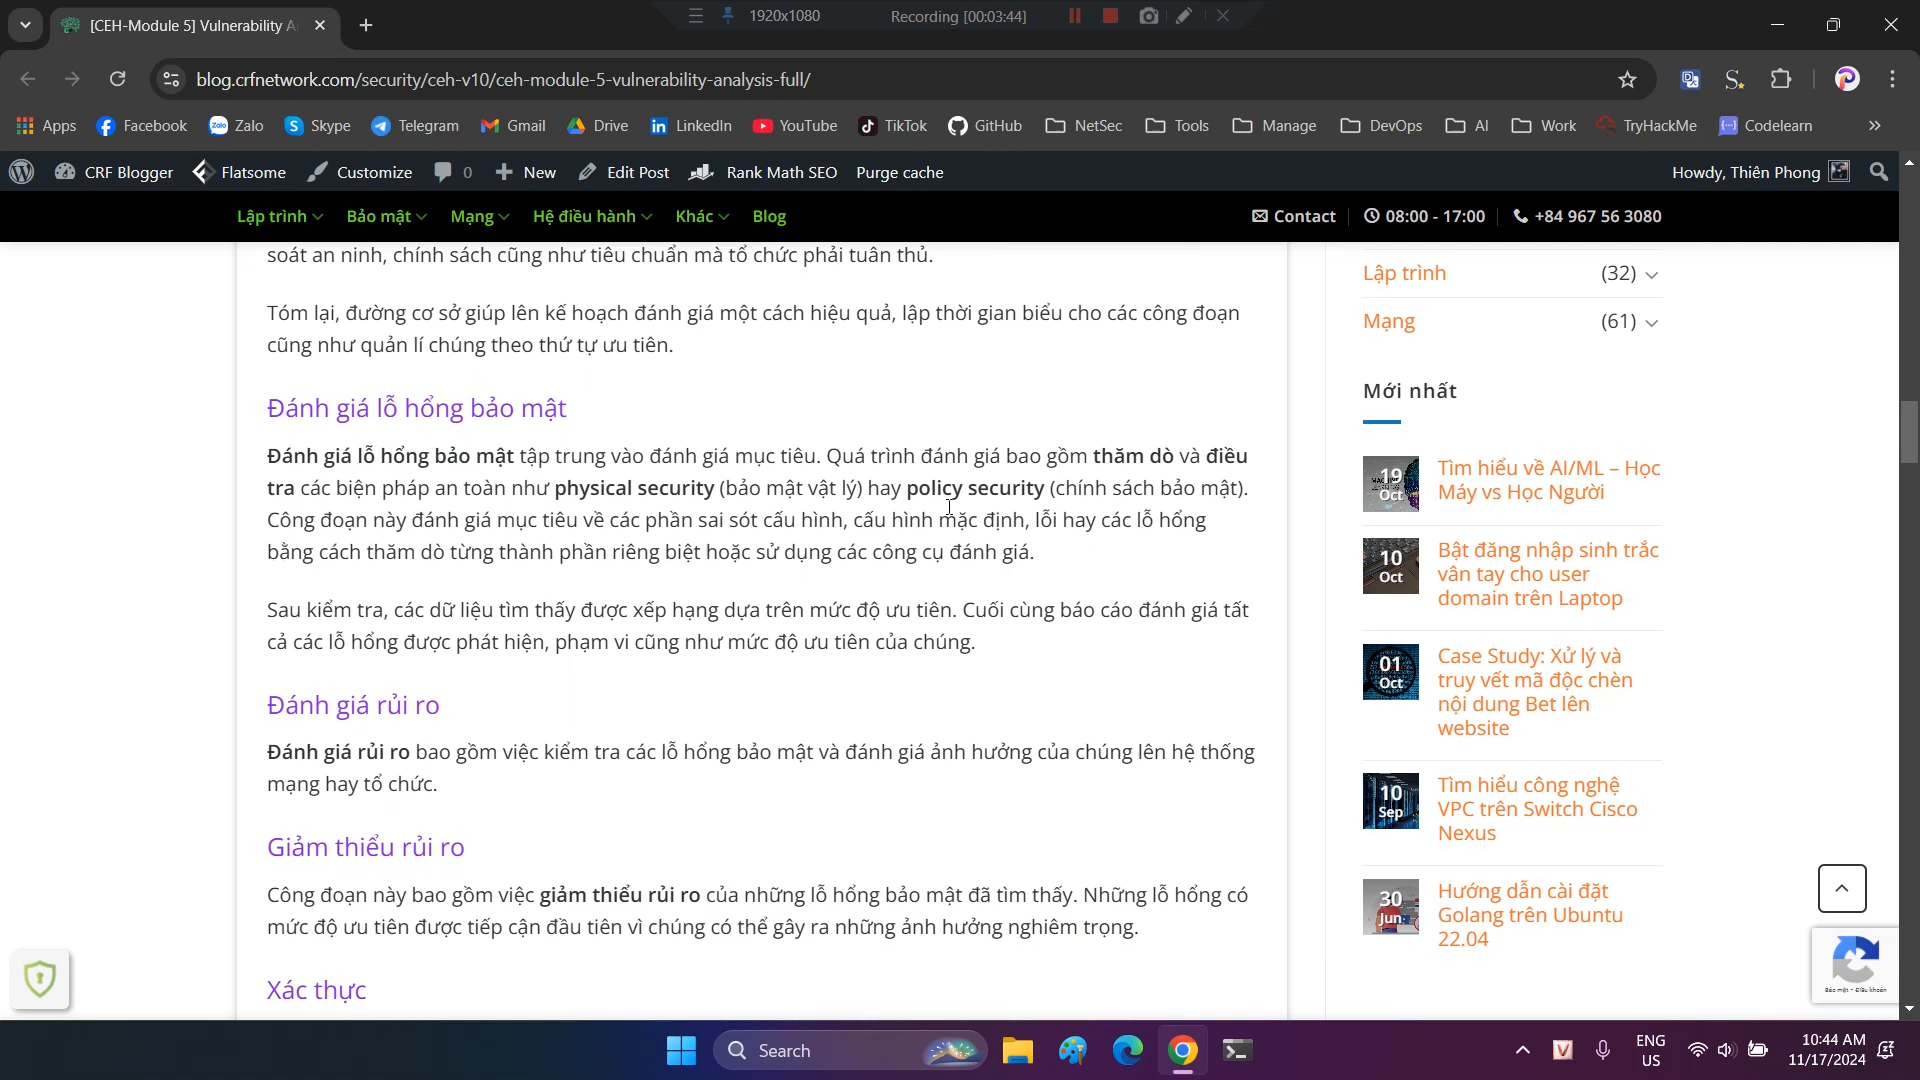 [CEH-Module 5] Vulnerability A
1920x1080
Recording [00:03:44]
blog.crfnetwork.com/security/ceh-v10/ceh-module-5-vulnerability-analysis-full/
Apps Facebook Zalo Skype Telegram Gmail Drive LinkedIn YouTube TikTok GitHub NetSec Tools Manage DevOps AI Work TryHackMe Codelearn »
CRF Blogger Flatsome Customize 0 New Edit Post Rank Math SEO Purge cache Howdy, Thiên Phong
Lập trình Bảo mật Mạng Hệ điều hành Khác Blog Contact 08:00 - 17:00 +84 967 56 3080
soát an ninh, chính sách cũng như tiêu chuẩn mà tổ chức phải tuân thủ.
Tóm lại, đường cơ sở giúp lên kế hoạch đánh giá một cách hiệu quả, lập thời gian biểu cho các công đoạn
cũng như quản lí chúng theo thứ tự ưu tiên.
Đánh giá lỗ hổng bảo mật
Đánh giá lỗ hổng bảo mật tập trung vào đánh giá mục tiêu. Quá trình đánh giá bao gồm thăm dò và điều
tra các biện pháp an toàn như physical security (bảo mật vật lý) hay policy security (chính sách bảo mật).
Công đoạn này đánh giá mục tiêu về các phần sai sót cấu hình, cấu hình mặc định, lỗi hay các lỗ hổng
bằng cách thăm dò từng thành phần riêng biệt hoặc sử dụng các công cụ đánh giá.
Sau kiểm tra, các dữ liệu tìm thấy được xếp hạng dựa trên mức độ ưu tiên. Cuối cùng báo cáo đánh giá tất
cả các lỗ hổng được phát hiện, phạm vi cũng như mức độ ưu tiên của chúng.
Đánh giá rủi ro
Đánh giá rủi ro bao gồm việc kiểm tra các lỗ hổng bảo mật và đánh giá ảnh hưởng của chúng lên hệ thống
mạng hay tổ chức.
Giảm thiểu rủi ro
Công đoạn này bao gồm việc giảm thiểu rủi ro của những lỗ hổng bảo mật đã tìm thấy. Những lỗ hổng có
mức độ ưu tiên được tiếp cận đầu tiên vì chúng có thể gây ra những ảnh hưởng nghiêm trọng.
Xác thực
Lập trình (32)
Mạng (61)
Mới nhất
19 Oct
Tìm hiểu về AI/ML – Học
Máy vs Học Người
10 Oct
Bật đăng nhập sinh trắc
vân tay cho user
domain trên Laptop
01 Oct
Case Study: Xử lý và
truy vết mã độc chèn
nội dung Bet lên
website
10 Sep
Tìm hiểu công nghệ
VPC trên Switch Cisco
Nexus
30 Jun
Hướng dẫn cài đặt
Golang trên Ubuntu
22.04
Bảo mật • Điều khoản
Search
ENG
US
10:44 AM
11/17/2024